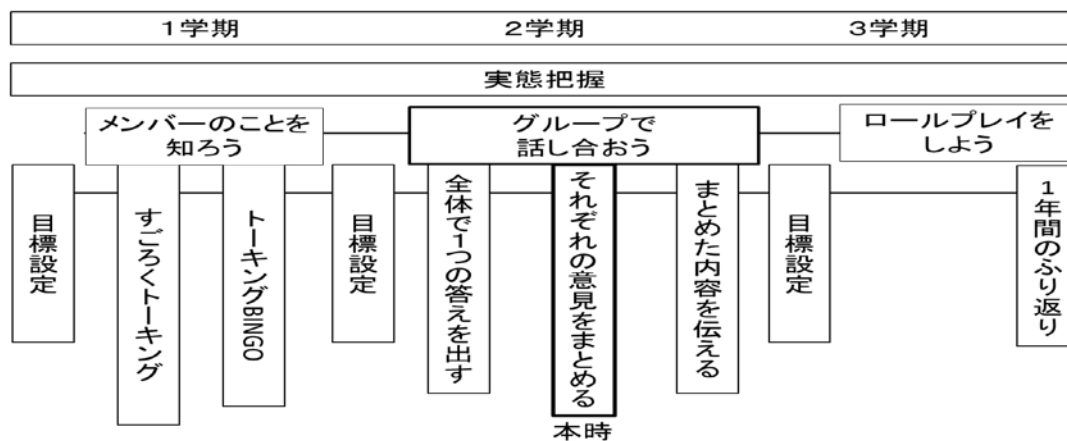 1学期
2学期
3学期
実態把握
メンバーのことを
知ろう
グループで
話し合おう
ロールプレイを
しよう
目標設定
すごろくトーキング
トーキングBINGO
目標設定
全体で1つの答えを出す
それぞれの意見をまとめる
まとめた内容を伝える
目標設定
1年間のふり返り
本時